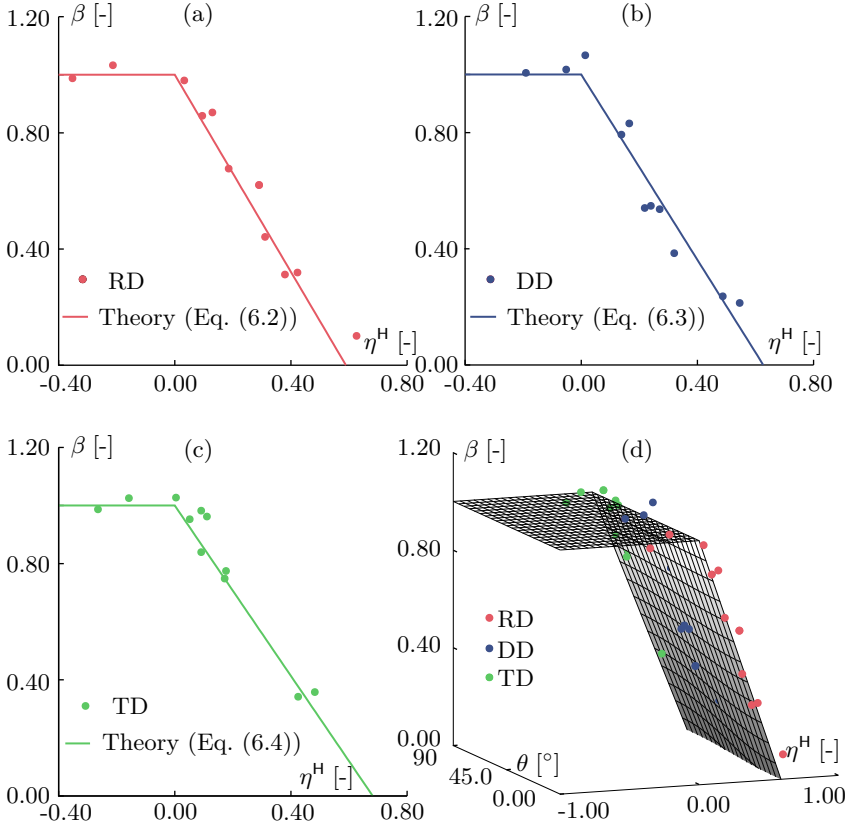 β [-]
(a)
1.20
0.80
0.40
0.00
RD
Theory (Eq. (6.2))
η^H [-]
-0.40 0.00 0.40 0.80
β [-]
(b)
1.20
0.80
0.40
0.00
DD
Theory (Eq. (6.3))
η^H [-]
-0.40 0.00 0.40 0.80
β [-]
(c)
1.20
0.80
0.40
0.00
TD
Theory (Eq. (6.4))
η^H [-]
-0.40 0.00 0.40 0.80
β [-]
(d)
1.20
0.80
0.40
0.00
RD
DD
TD
90
45.0
0.00
θ [°]
η^H [-]
-1.00 0.00 1.00